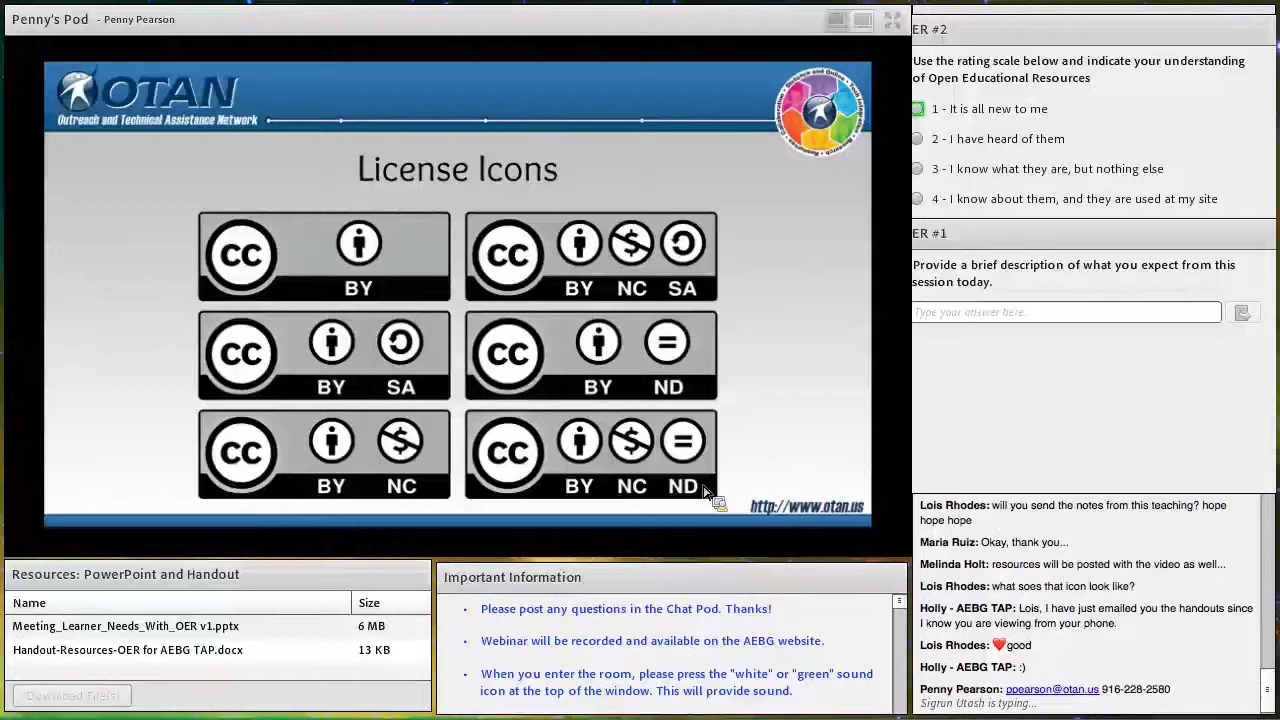 Penny's Pod - Penny Pearson
OTAN
Outreach and Technical Assistance Network
License Icons
CC BY
CC BY NC SA
CC BY SA
CC BY ND
CC BY NC
CC BY NC ND
http://www.otan.us
ER #2
Use the rating scale below and indicate your understanding
of Open Educational Resources
1 - It is all new to me
2 - I have heard of them
3 - I know what they are, but nothing else
4 - I know about them, and they are used at my site
ER #1
Provide a brief description of what you expect from this
session today.
Type your answer here..
Resources: PowerPoint and Handout
Name Size
Meeting_Learner_Needs_With_OER v1.pptx 6 MB
Handout-Resources-OER for AEBG TAP.docx 13 KB
Download File(s)
Important Information
• Please post any questions in the Chat Pod. Thanks!
• Webinar will be recorded and available on the AEBG website.
• When you enter the room, please press the "white" or "green" sound
icon at the top of the window. This will provide sound.
Lois Rhodes: will you send the notes from this teaching? hope
hope hope
Maria Ruiz: Okay, thank you...
Melinda Holt: resources will be posted with the video as well...
Lois Rhodes: what soes that icon look like?
Holly - AEBG TAP: Lois, I have just emailed you the handouts since
I know you are viewing from your phone.
Lois Rhodes: ❤️good
Holly - AEBG TAP: :)
Penny Pearson: ppearson@otan.us 916-228-2580
Sigrun Utash is typing...